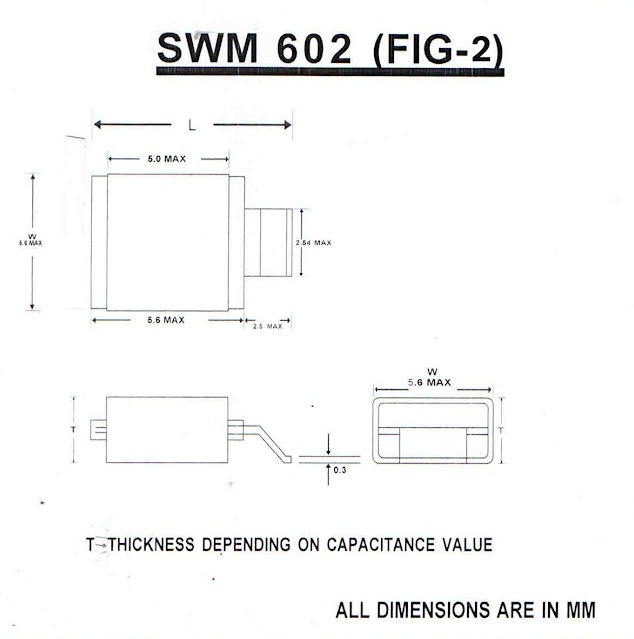 SWM 602 (FIG-2)
L
5.0 MAX
W
5.6 MAX
2.54 MAX
5.6 MAX
2.5 MAX
W
5.6 MAX
T
T
0.3
T→THICKNESS DEPENDING ON CAPACITANCE VALUE
ALL DIMENSIONS ARE IN MM